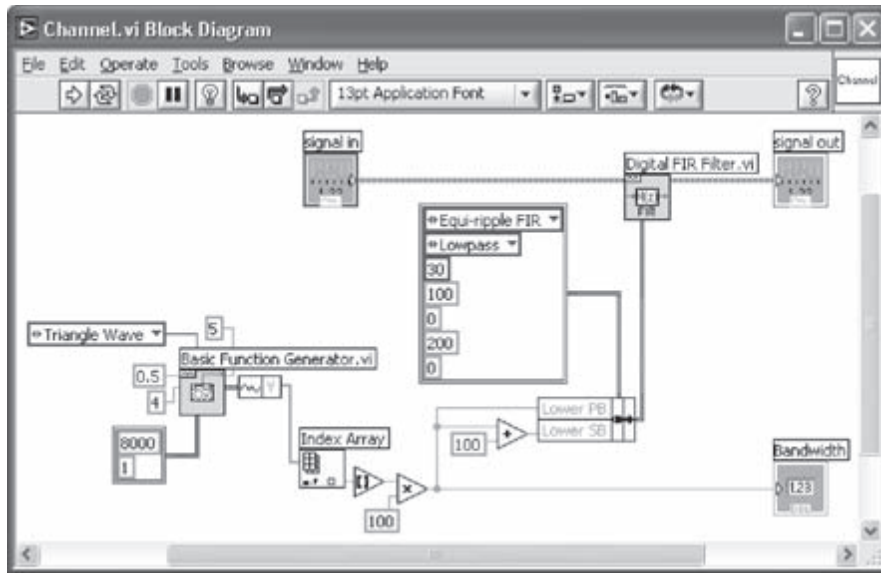 Channel.vi Block Diagram
File Edit Operate Tools Browse Window Help
13pt Application Font
Channel
signal in
signal out
Digital FIR Filter.vi
FIR
Equi-ripple FIR
Lowpass
30
100
0
200
0
Triangle Wave
5
Basic Function Generator.vi
0.5
4
8000
1
Index Array
100
Lower PB
Lower SB
100
Bandwidth
123